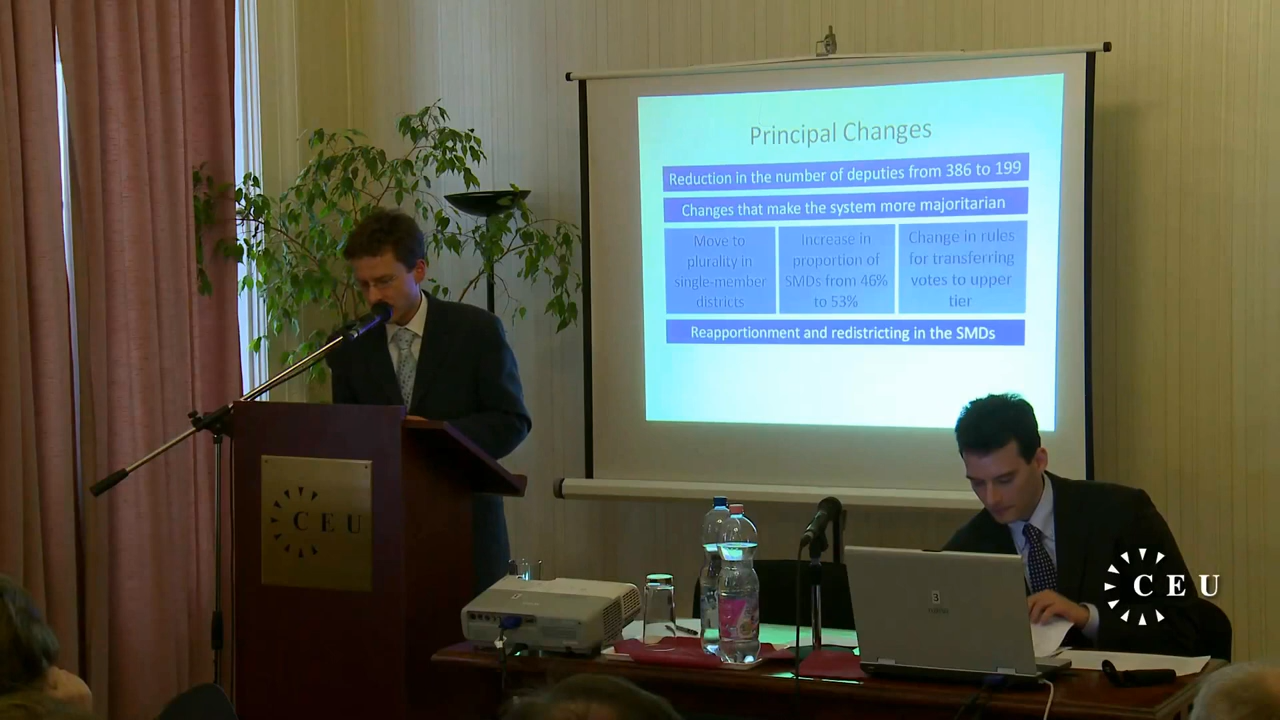 Principal Changes
Reduction in the number of deputies from 386 to 199
Changes that make the system more majoritarian
Move to
plurality in
single-member
districts
Increase in
proportion of
SMDs from 46%
to 53%
Change in rules
for transferring
votes to upper
tier
Reapportionment and redistricting in the SMDs
CEU
3
CEU